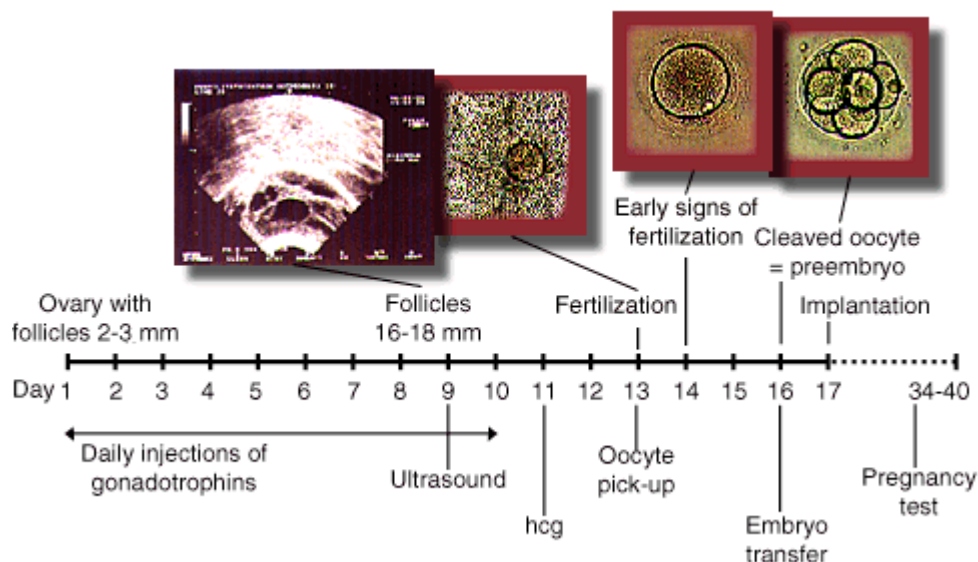 Early signs of
fertilization
Cleaved oocyte
= preembryo
Ovary with
follicles 2-3 mm
Follicles
16-18 mm
Fertilization
Implantation
Day 1 2 3 4 5 6 7 8 9 10 11 12 13 14 15 16 17 34-40
Daily injections of
gonadotrophins
Ultrasound
hcg
Oocyte
pick-up
Embryo
transfer
Pregnancy
test